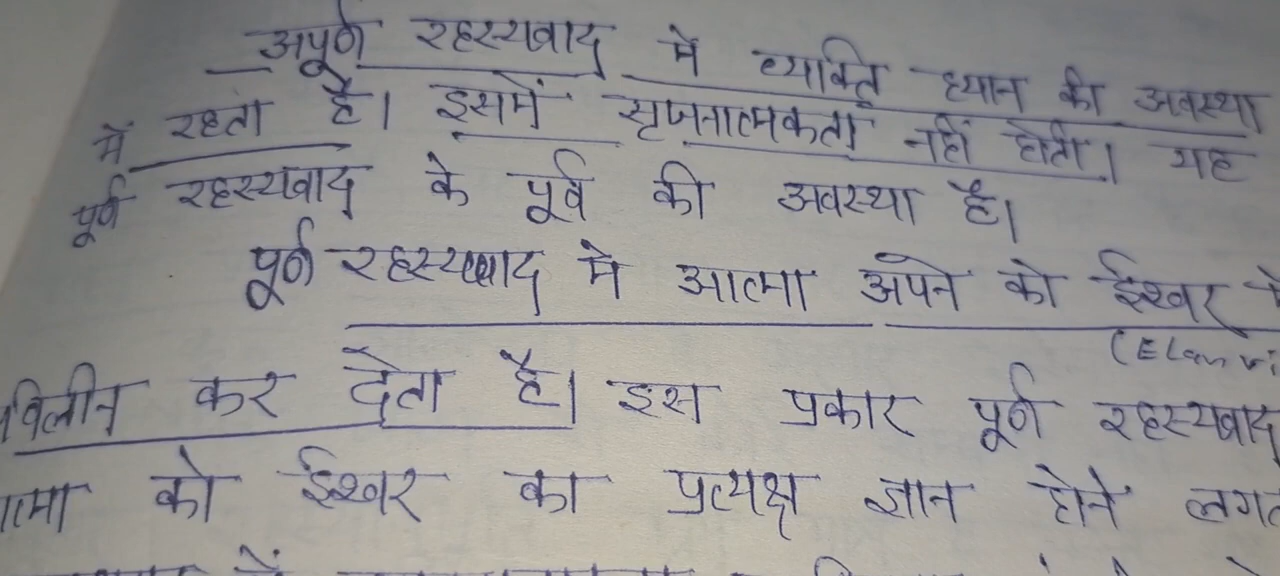 अपूर्ण रहस्यवाद में व्यक्ति ध्यान की अवस्था
में रहता है। इसमें सृजनात्मकता नहीं होती। यह
पूर्ण रहस्यवाद के पूर्व की अवस्था है।
पूर्ण रहस्यवाद में आत्मा अपने को ईश्वर
(Elan
विलीन कर देता है। इस प्रकार पूर्ण रहस्यवाद
को ईश्वर का प्रत्यक्ष ज्ञान होने